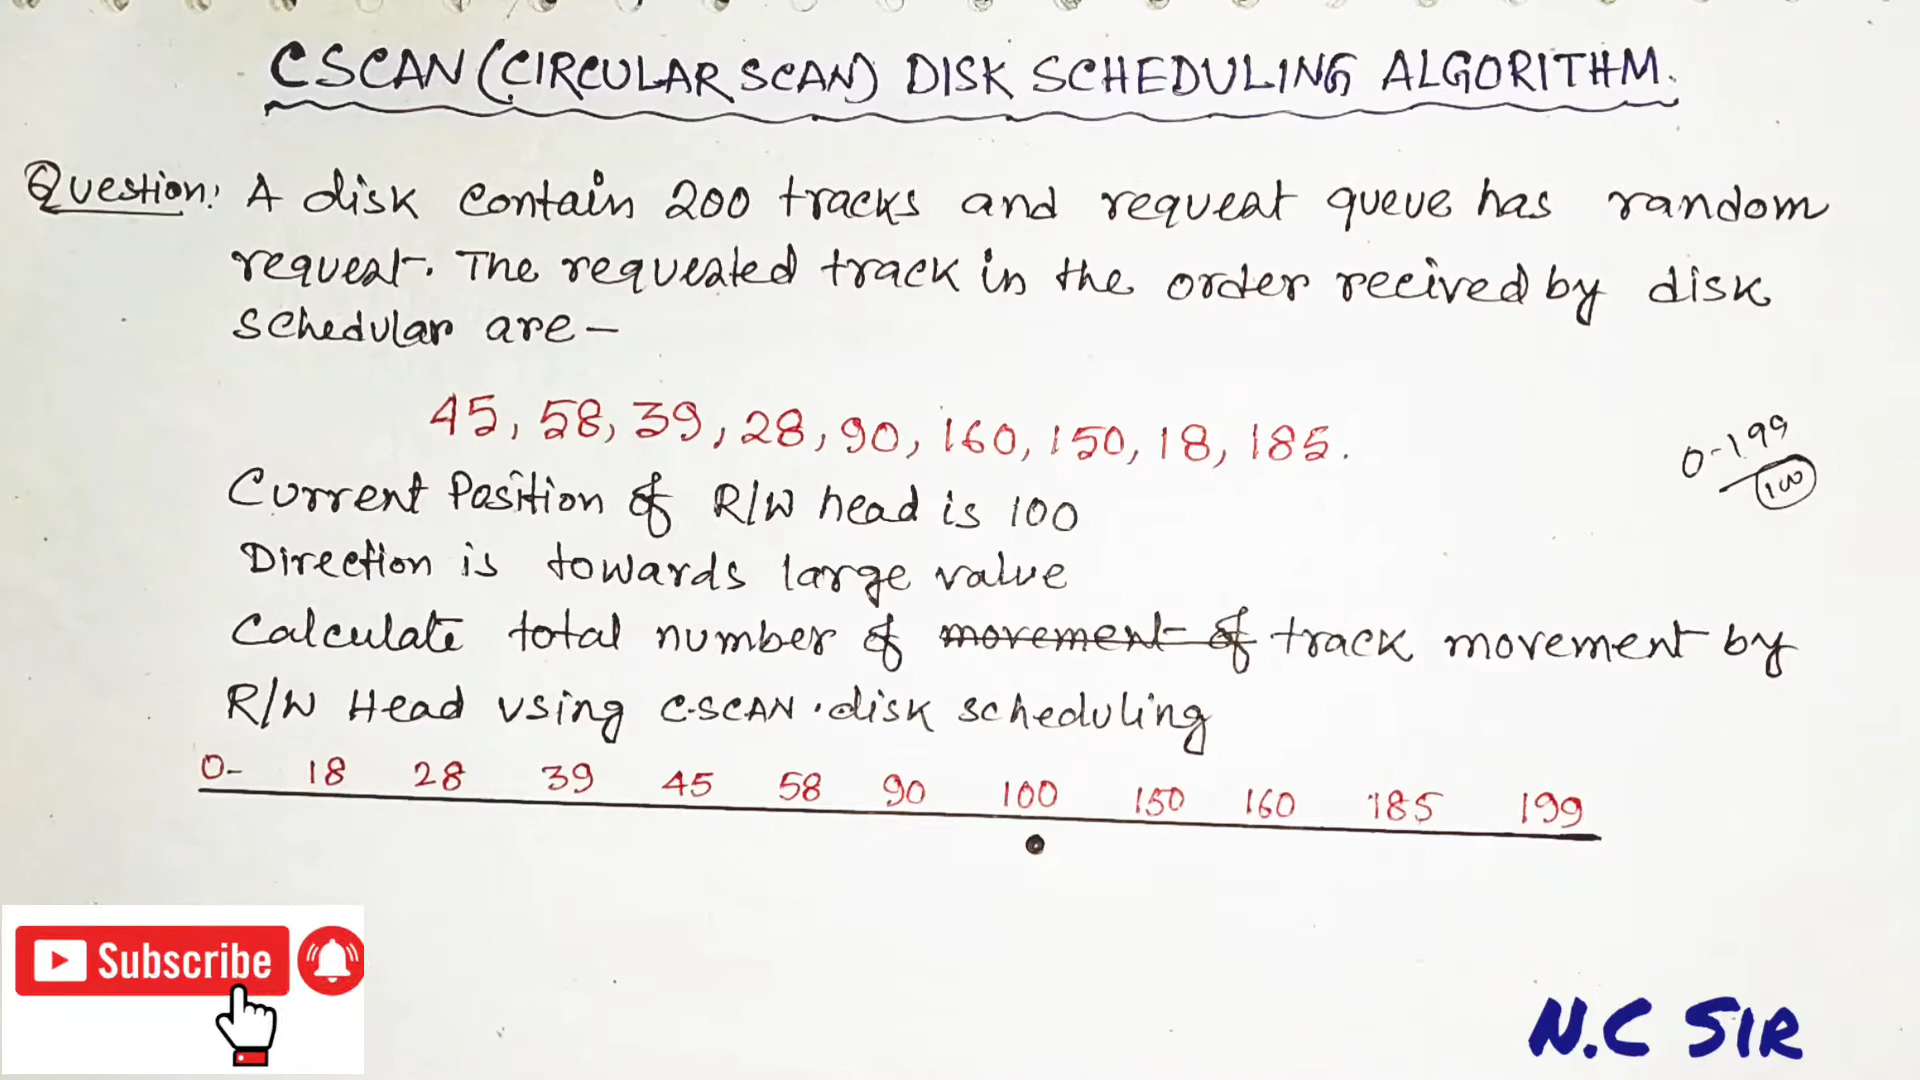 CSCAN (CIRCULAR SCAN) DISK SCHEDULING ALGORITHM.
Question: A disk contain 200 tracks and request queue has random
request. The requested track in the order recived by disk
schedular are -
45, 58, 39, 28, 90, 160, 150, 18, 185.
0-199
100
Current Position of R/W head is 100
Direction is towards large value
Calculate total number of movement of track movement by
R/W Head using C-SCAN disk scheduling
0- 18 28 39 45 58 90 100 150 160 185 199
Subscribe
N.C SIR